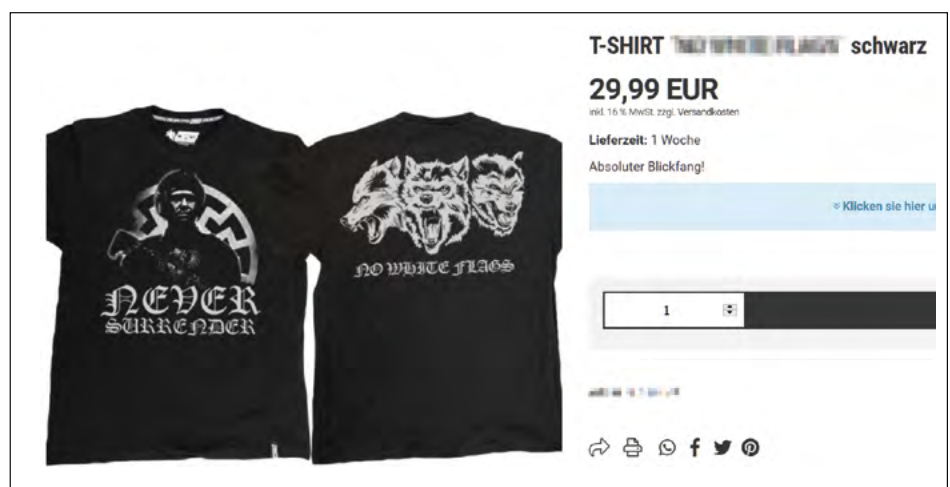 NEVER
SURRENDER
NO WHITE FLAGS
T-SHIRT schwarz
29,99 EUR
inkl. 16 % MwSt. zzgl. Versandkosten
Lieferzeit: 1 Woche
Absoluter Blickfang!
Klicken sie hier u
1